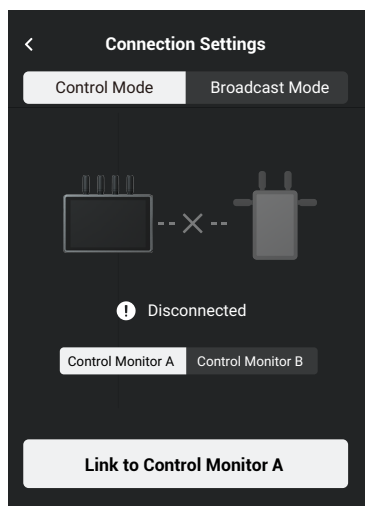 Connection Settings
Control Mode Broadcast Mode
Disconnected
Control Monitor A Control Monitor B
Link to Control Monitor A